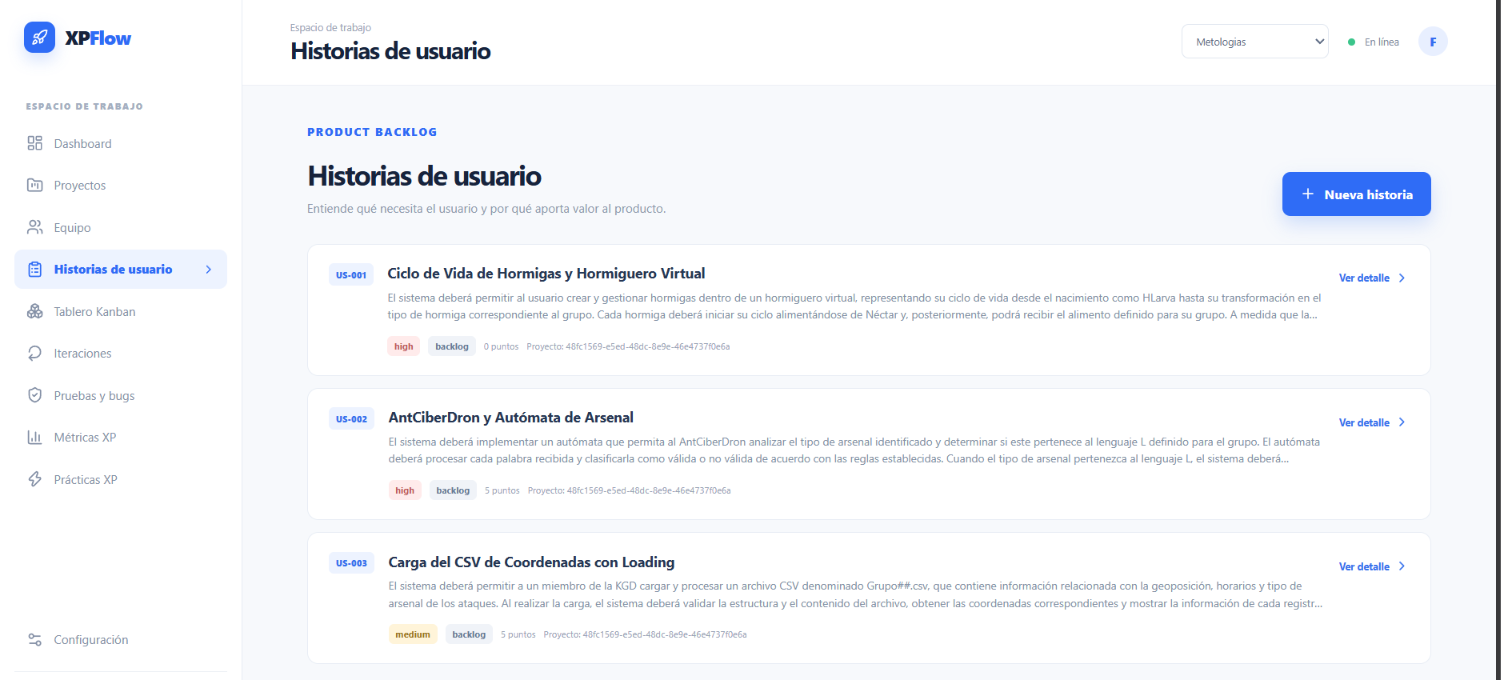 XPFlow
ESPACIO DE TRABAJO
Dashboard
Proyectos
Equipo
Historias de usuario
Tablero Kanban
Iteraciones
Pruebas y bugs
Métricas XP
Prácticas XP
Configuración
Espacio de trabajo
Historias de usuario
Metologias
En línea
F
PRODUCT BACKLOG
Historias de usuario
Entiende qué necesita el usuario y por qué aporta valor al producto.
+ Nueva historia
US-001 Ciclo de Vida de Hormigas y Hormiguero Virtual
Ver detalle
El sistema deberá permitir al usuario crear y gestionar hormigas dentro de un hormiguero virtual, representando su ciclo de vida desde el nacimiento como HLarva hasta su transformación en el
tipo de hormiga correspondiente al grupo. Cada hormiga deberá iniciar su ciclo alimentándose de Néctar y, posteriormente, podrá recibir el alimento definido para su grupo. A medida que la...
high backlog 0 puntos Proyecto: 48fc1569-e5ed-48dc-8e9e-46e4737f0e6a
US-002 AntCiberDron y Autómata de Arsenal
Ver detalle
El sistema deberá implementar un autómata que permita al AntCiberDron analizar el tipo de arsenal identificado y determinar si este pertenece al lenguaje L definido para el grupo. El autómata
deberá procesar cada palabra recibida y clasificarla como válida o no válida de acuerdo con las reglas establecidas. Cuando el tipo de arsenal pertenezca al lenguaje L, el sistema deberá...
high backlog 5 puntos Proyecto: 48fc1569-e5ed-48dc-8e9e-46e4737f0e6a
US-003 Carga del CSV de Coordenadas con Loading
Ver detalle
El sistema deberá permitir a un miembro de la KGD cargar y procesar un archivo CSV denominado Grupo##.csv, que contiene información relacionada con la geoposición, horarios y tipo de
arsenal de los ataques. Al realizar la carga, el sistema deberá validar la estructura y el contenido del archivo, obtener las coordenadas correspondientes y mostrar la información de cada registr...
medium backlog 5 puntos Proyecto: 48fc1569-e5ed-48dc-8e9e-46e4737f0e6a